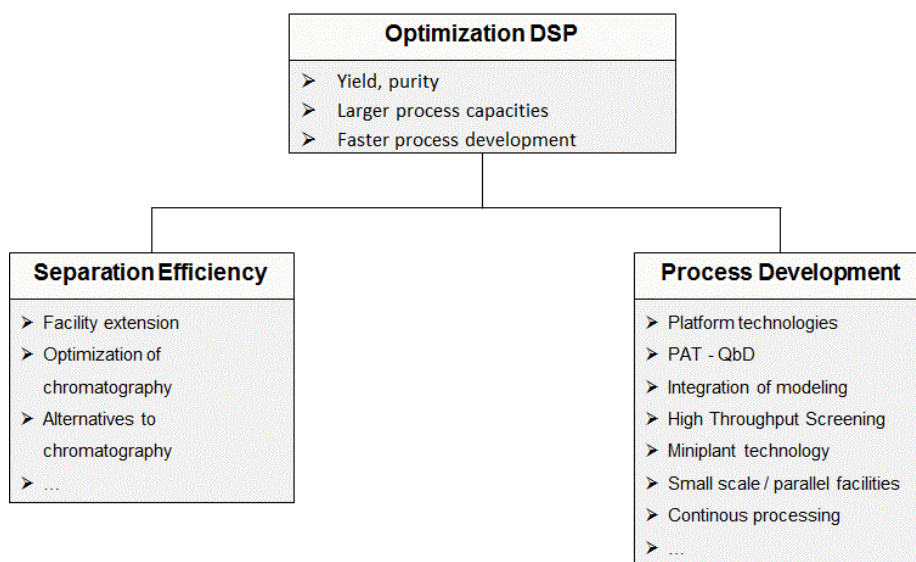 Optimization DSP
➢ Yield, purity
➢ Larger process capacities
➢ Faster process development
Separation Efficiency
➢ Facility extension
➢ Optimization of
chromatography
➢ Alternatives to
chromatography
➢ ...
Process Development
➢ Platform technologies
➢ PAT - QbD
➢ Integration of modeling
➢ High Throughput Screening
➢ Miniplant technology
➢ Small scale / parallel facilities
➢ Continous processing
➢ ...